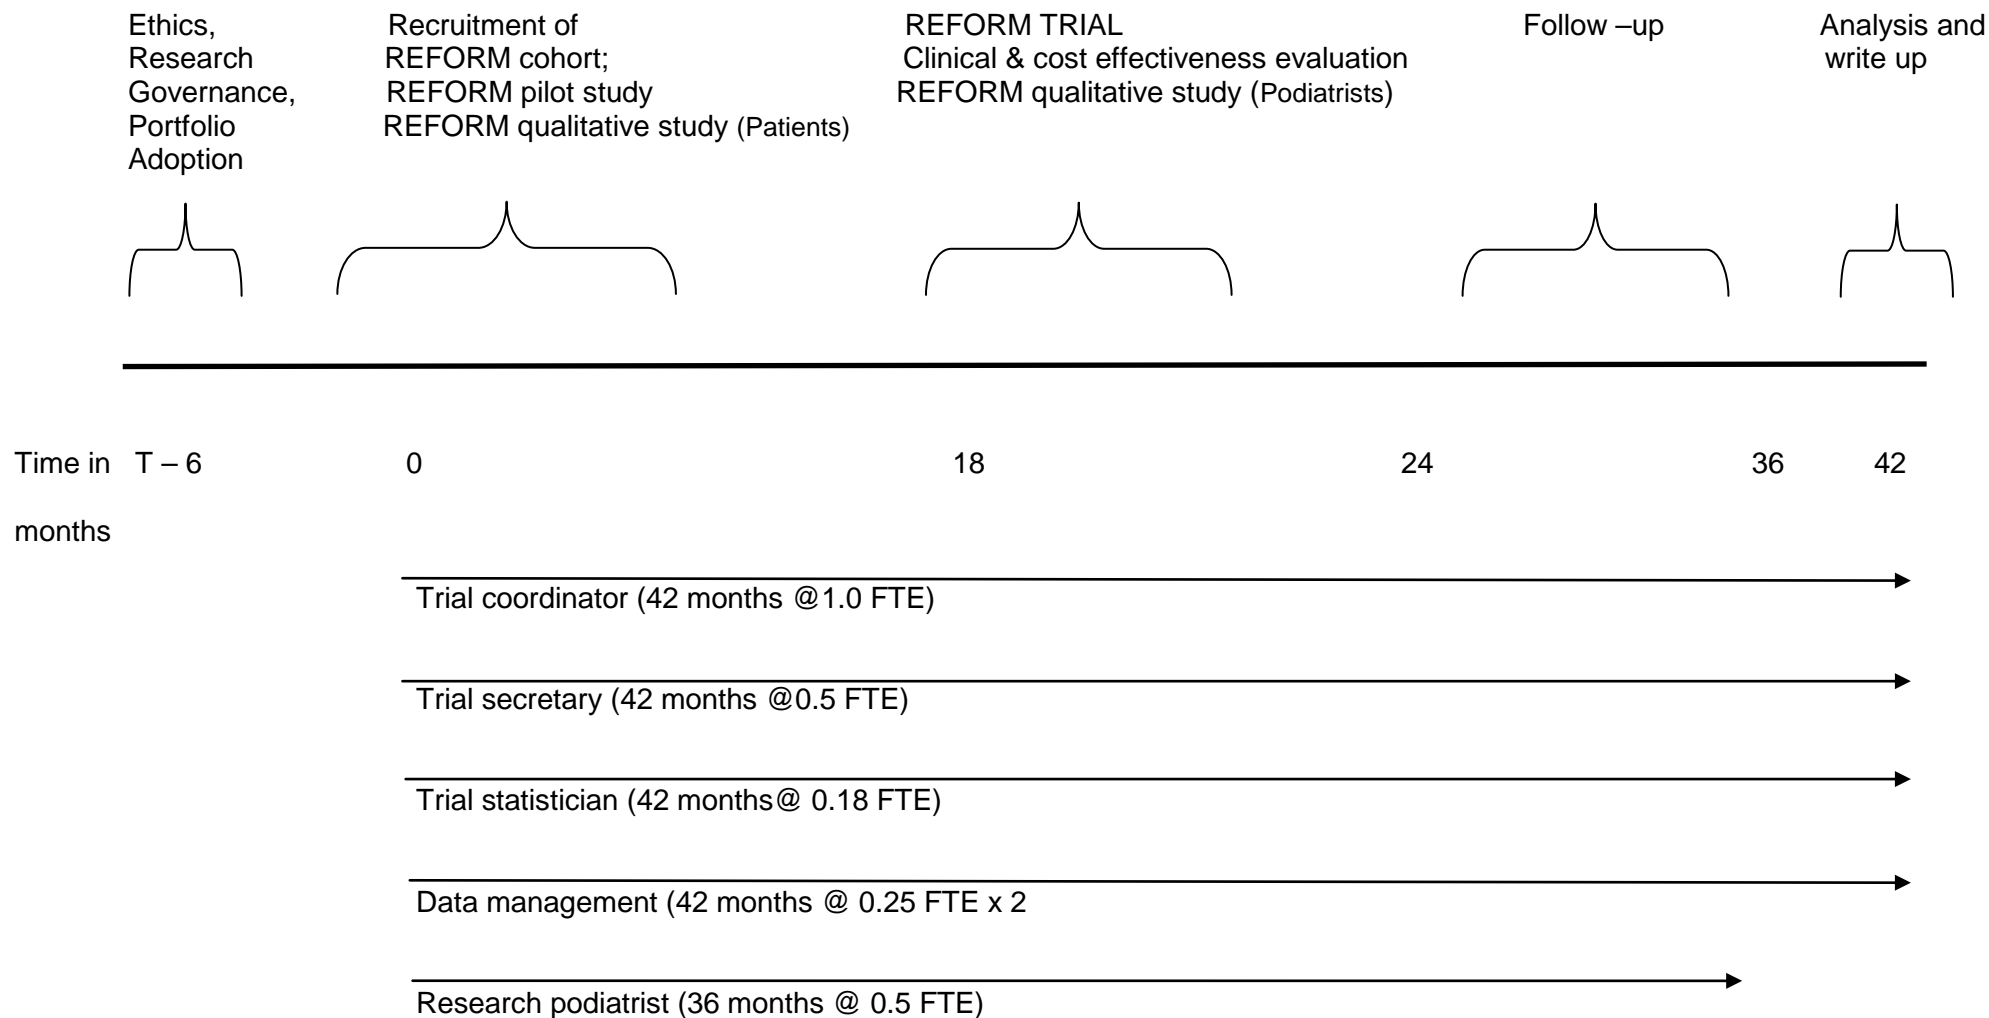 Ethics,
Research
Governance,
Portfolio
Adoption
Recruitment of
REFORM cohort;
REFORM pilot study
REFORM qualitative study (Patients)
REFORM TRIAL
Clinical & cost effectiveness evaluation
REFORM qualitative study (Podiatrists)
Follow –up
Analysis and
write up
Time in T – 6 0 18 24 36 42
months
Trial coordinator (42 months @1.0 FTE)
Trial secretary (42 months @0.5 FTE)
Trial statistician (42 months@ 0.18 FTE)
Data management (42 months @ 0.25 FTE x 2
Research podiatrist (36 months @ 0.5 FTE)